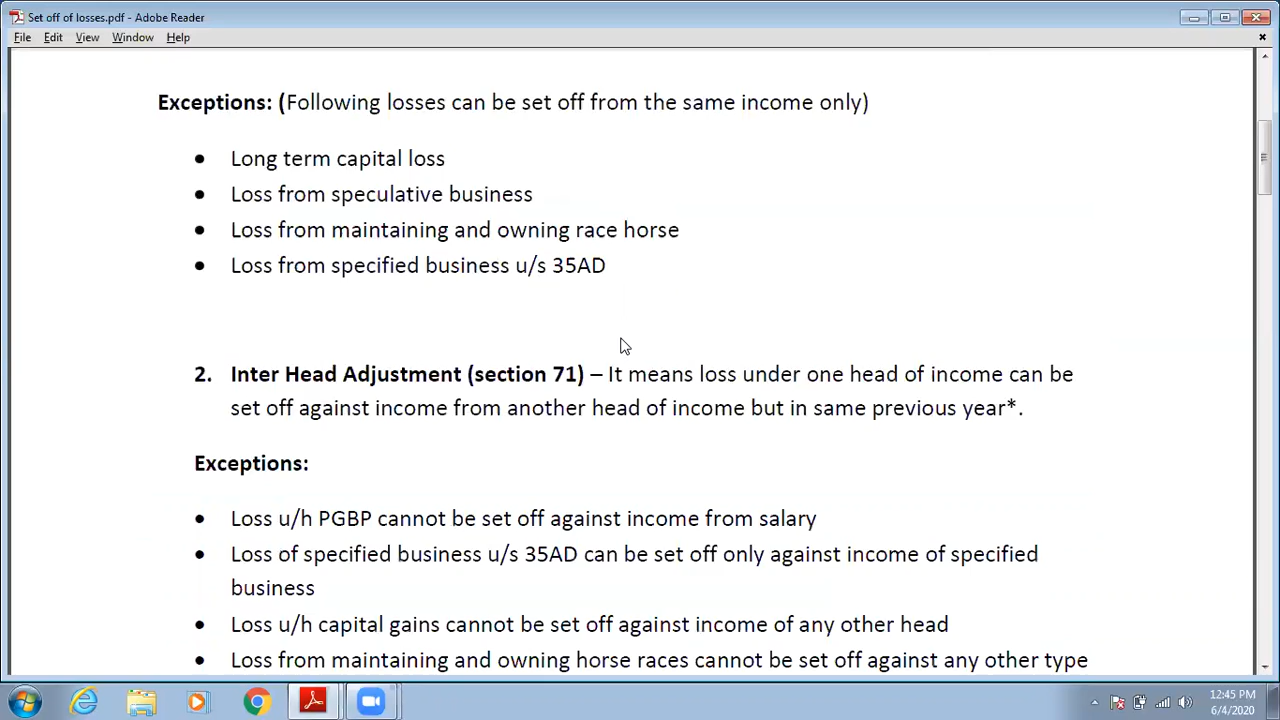 Set off of losses.pdf - Adobe Reader
File Edit View Window Help
Exceptions: (Following losses can be set off from the same income only)
• Long term capital loss
• Loss from speculative business
• Loss from maintaining and owning race horse
• Loss from specified business u/s 35AD
2. Inter Head Adjustment (section 71) – It means loss under one head of income can be
set off against income from another head of income but in same previous year*.
Exceptions:
• Loss u/h PGBP cannot be set off against income from salary
• Loss of specified business u/s 35AD can be set off only against income of specified
business
• Loss u/h capital gains cannot be set off against income of any other head
• Loss from maintaining and owning horse races cannot be set off against any other type
12:45 PM
6/4/2020